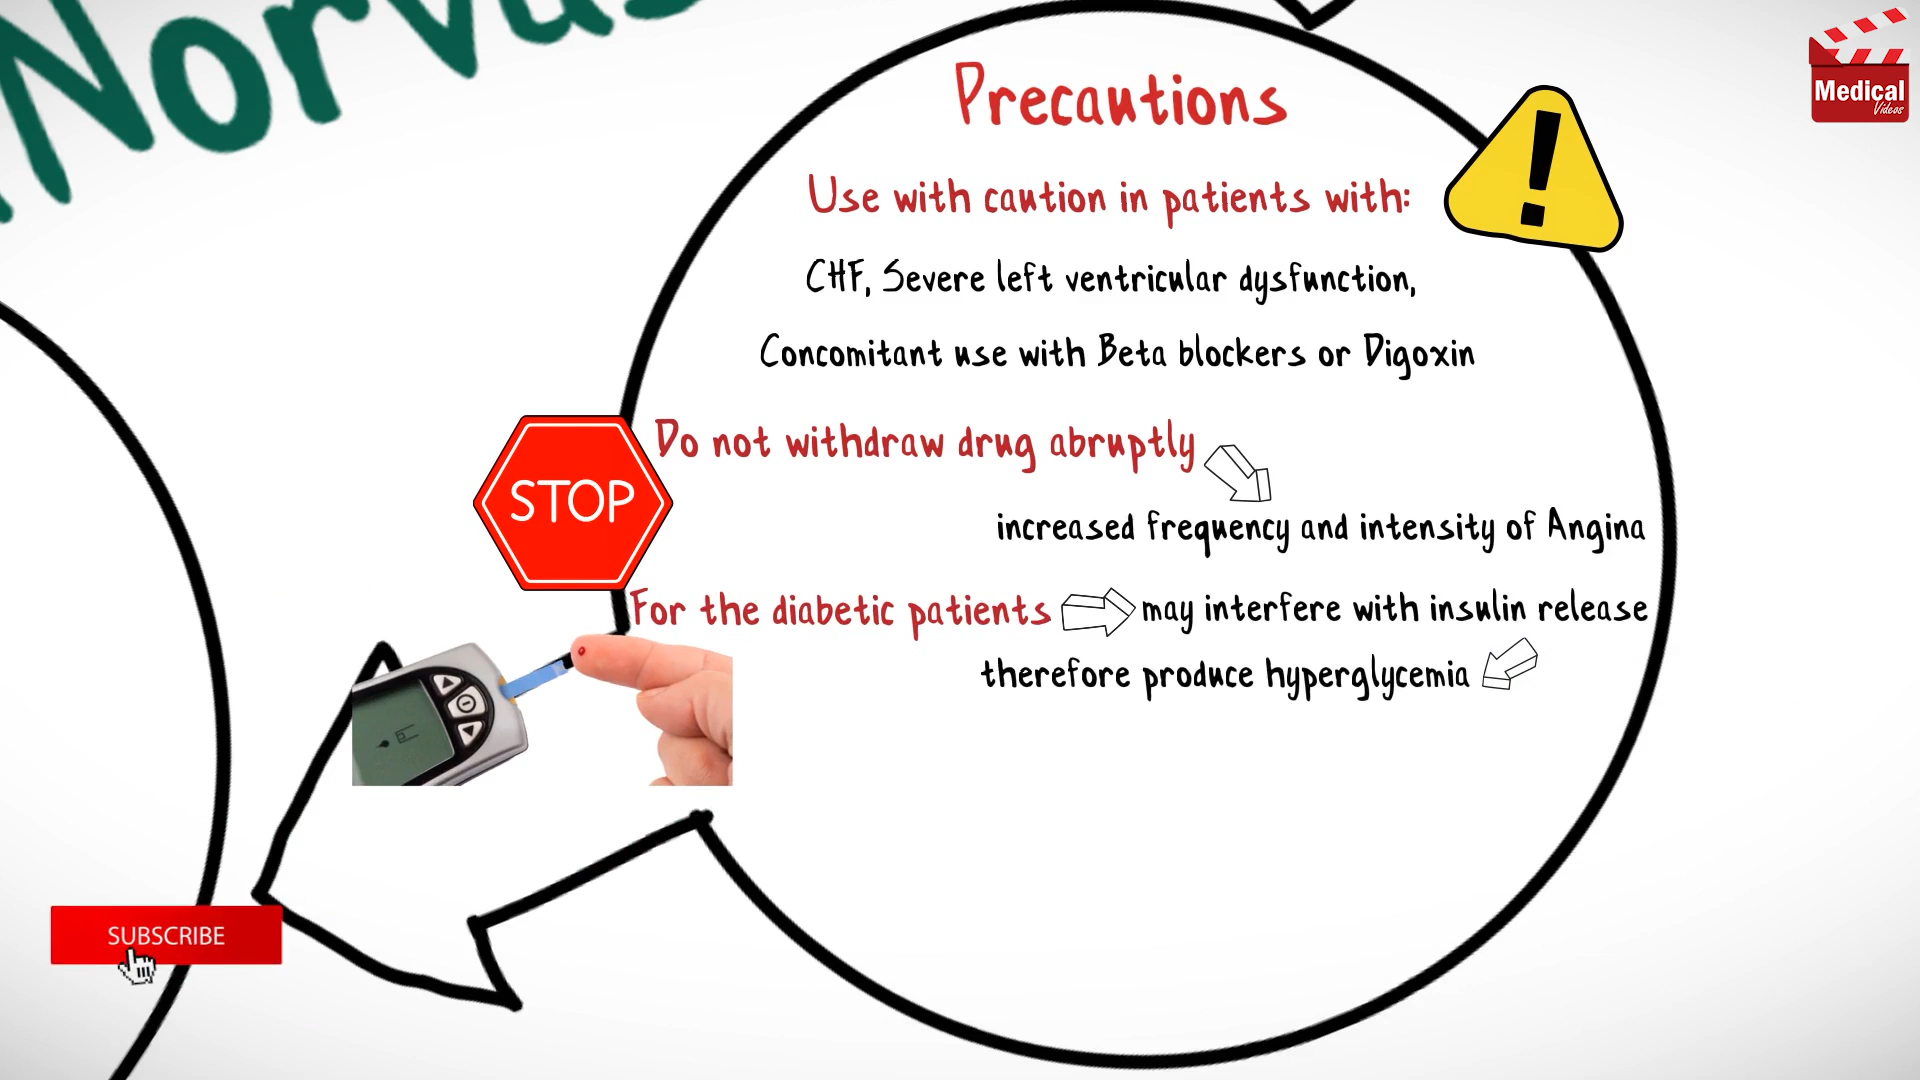 Medical
Videos
Precautions
Use with caution in patients with:
CHF, Severe left ventricular dysfunction,
Concomitant use with Beta blockers or Digoxin
Do not withdraw drug abruptly
STOP
increased frequency and intensity of Angina
For the diabetic patients may interfere with insulin release
therefore produce hyperglycemia
SUBSCRIBE